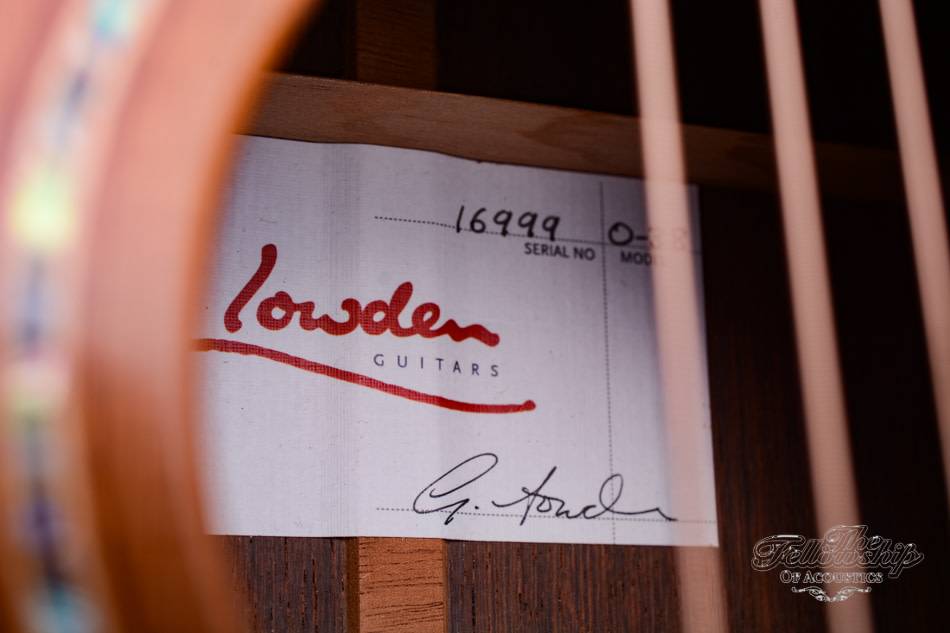 16999
SERIAL NO
lowden
GUITARS
G. Lowden
The
Fellowship
OF ACOUSTICS